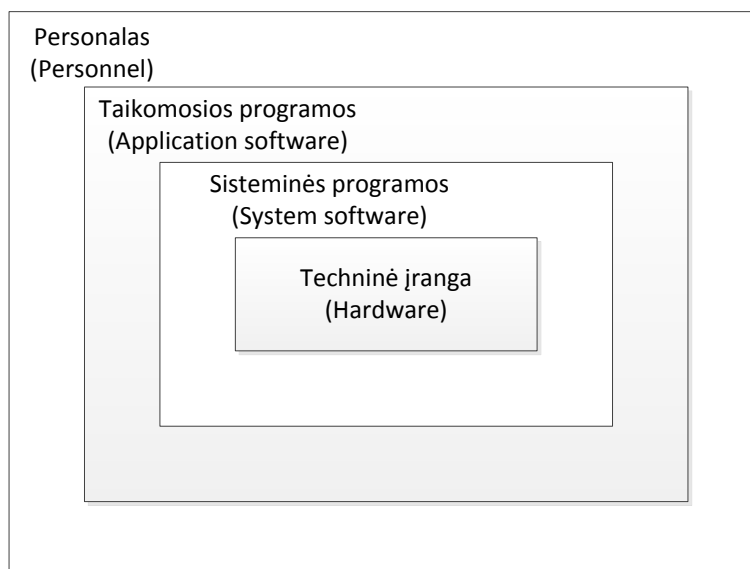 Personalas
(Personnel)
Taikomosios programos
(Application software)
Sisteminės programos
(System software)
Techninė įranga
(Hardware)